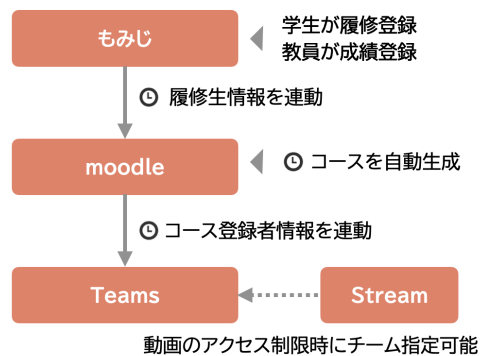 もみじ
学生が履修登録
教員が成績登録
履修生情報を連動
moodle
コースを自動生成
コース登録者情報を連動
Teams
Stream
動画のアクセス制限時にチーム指定可能